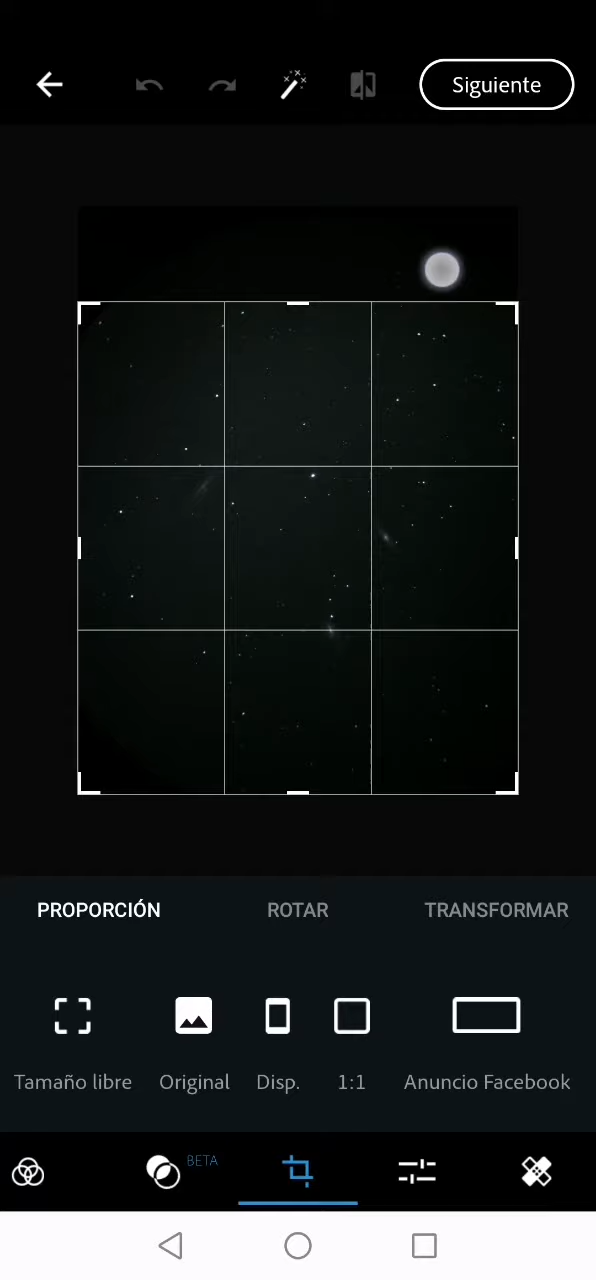 Siguiente
PROPORCIÓN ROTAR TRANSFORMAR
Tamaño libre Original Disp. 1:1 Anuncio Facebook
BETA